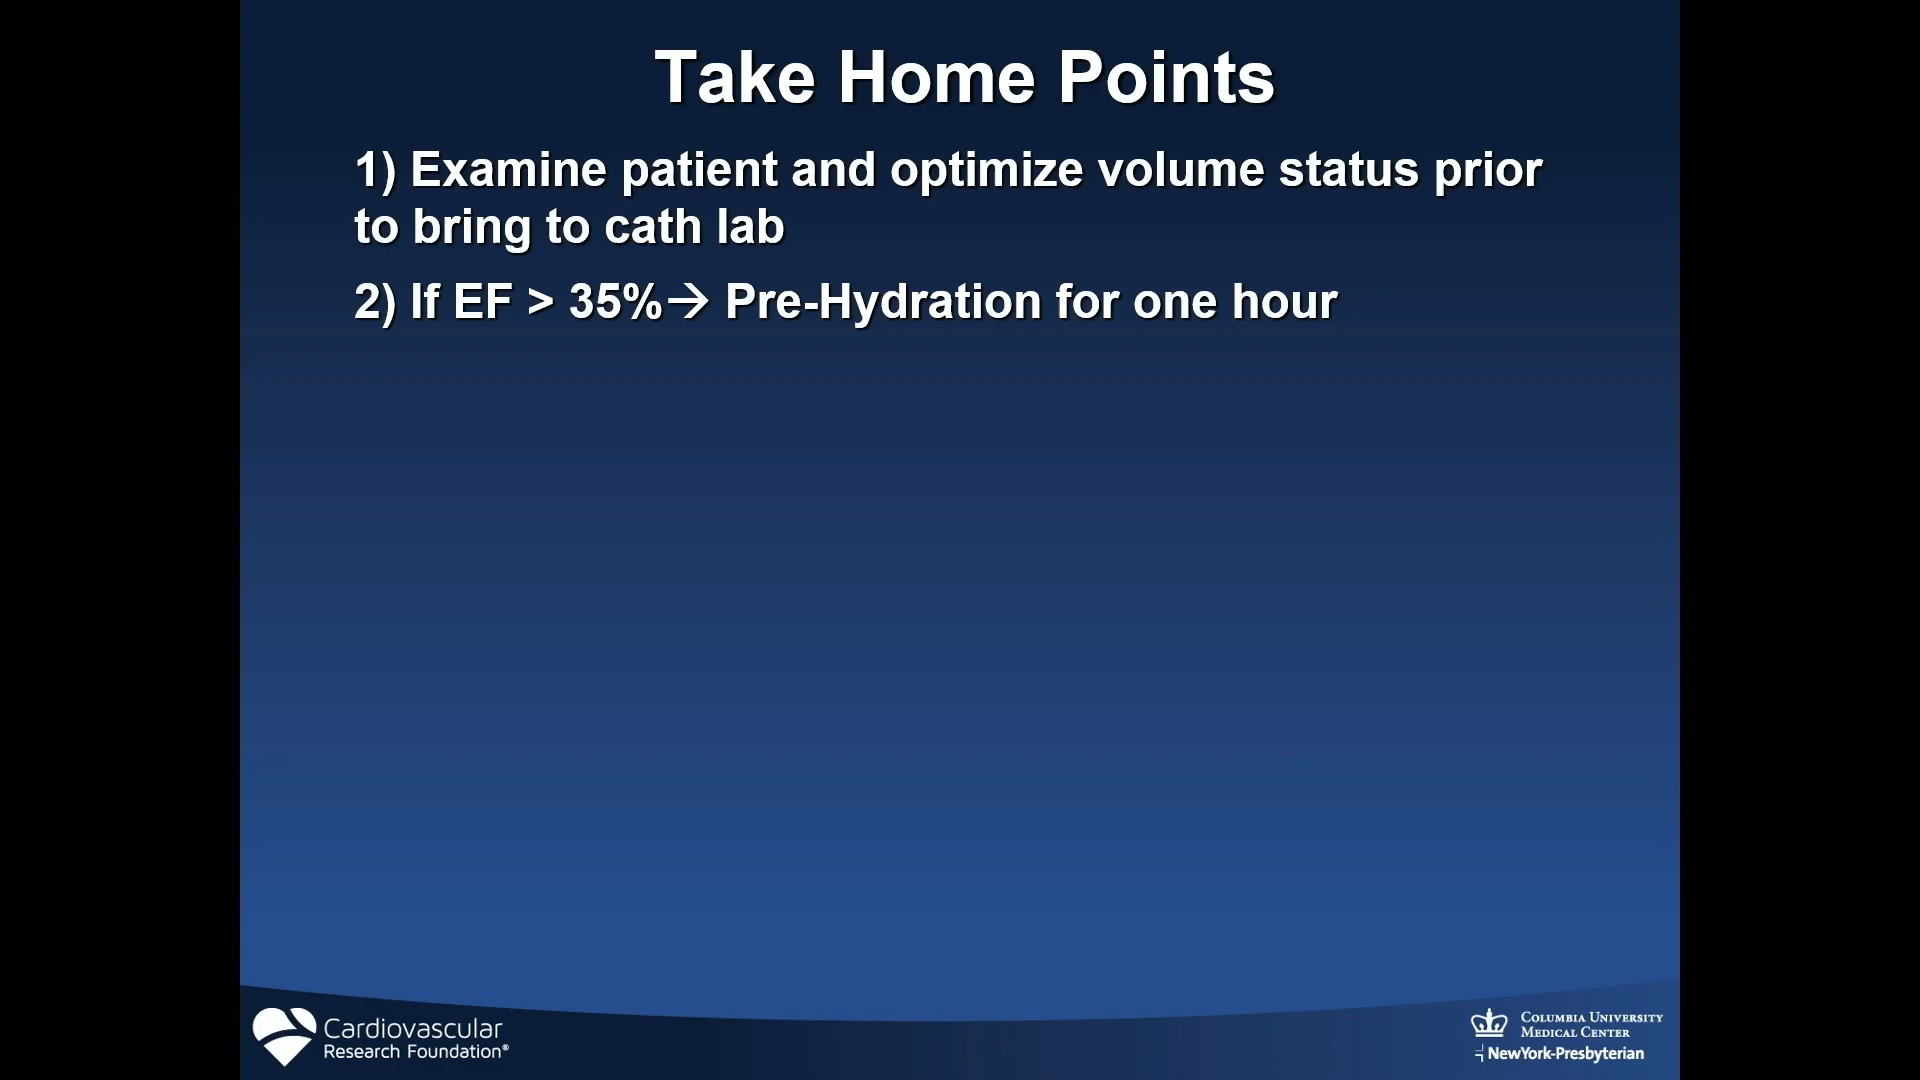 Take Home Points
1) Examine patient and optimize volume status prior
to bring to cath lab
2) If EF > 35%→ Pre-Hydration for one hour
Cardiovascular
Research Foundation®
COLUMBIA UNIVERSITY
MEDICAL CENTER
NewYork-Presbyterian